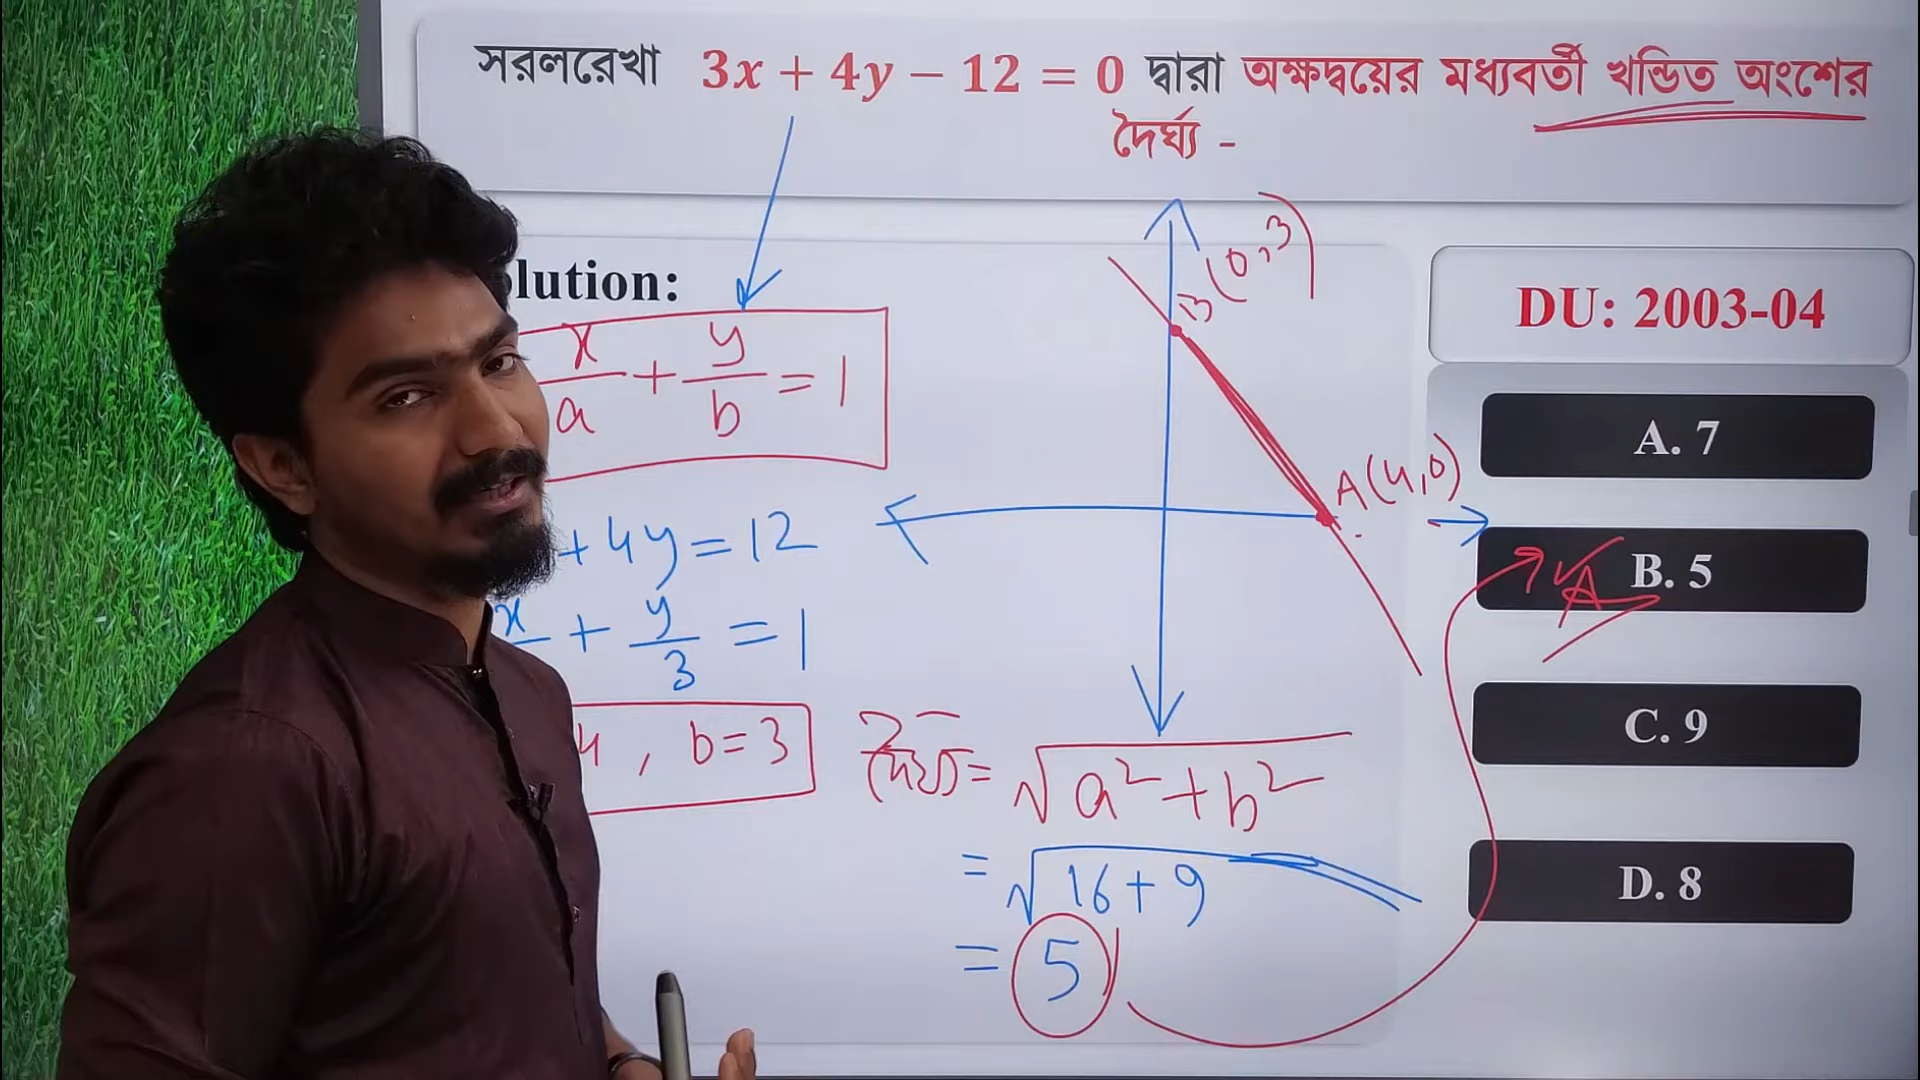 সরলরেখা 3x + 4y − 12 = 0 দ্বারা অক্ষদ্বয়ের মধ্যবর্তী খন্ডিত অংশের
দৈর্ঘ্য -
lution:
x/a + y/b = 1
+ 4y = 12
x/ + y/3 = 1
4 , b = 3
B (0,3)
A(4,0)
দৈর্ঘ্য = √a² + b²
= √16 + 9
= 5
DU: 2003-04
A. 7
B. 5
C. 9
D. 8